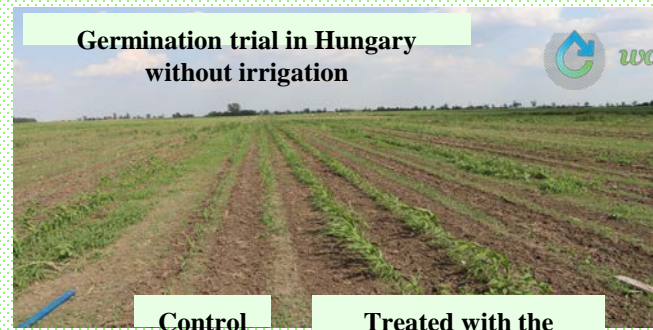 Germination trial in Hungary
without irrigation
Control
Treated with the